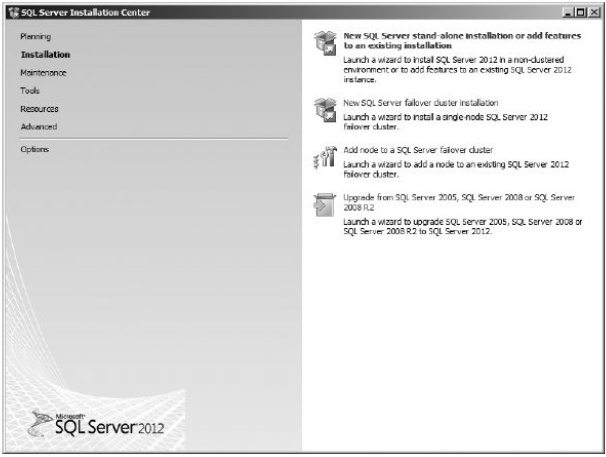 SQL Server Installation Center
Planning
Installation
Maintenance
Tools
Resources
Advanced
Options
New SQL Server stand-alone installation or add features
to an existing installation
Launch a wizard to install SQL Server 2012 in a non-clustered
environment or to add features to an existing SQL Server 2012
instance.
New SQL Server failover cluster installation
Launch a wizard to install a single-node SQL Server 2012
failover cluster.
Add node to a SQL Server failover cluster
Launch a wizard to add a node to an existing SQL Server 2012
failover cluster.
Upgrade from SQL Server 2005, SQL Server 2008 or SQL Server
2008 R2
Launch a wizard to upgrade SQL Server 2005, SQL Server 2008 or
SQL Server 2008 R2 to SQL Server 2012.
Microsoft
SQL Server 2012